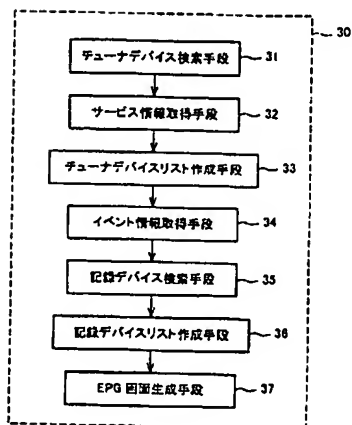 30
チューナデバイス検索手段 31
サービス情報取得手段 32
チューナデバイスリスト作成手段 33
イベント情報取得手段 34
記録デバイス検索手段 35
記録デバイスリスト作成手段 36
EPG画面生成手段 37